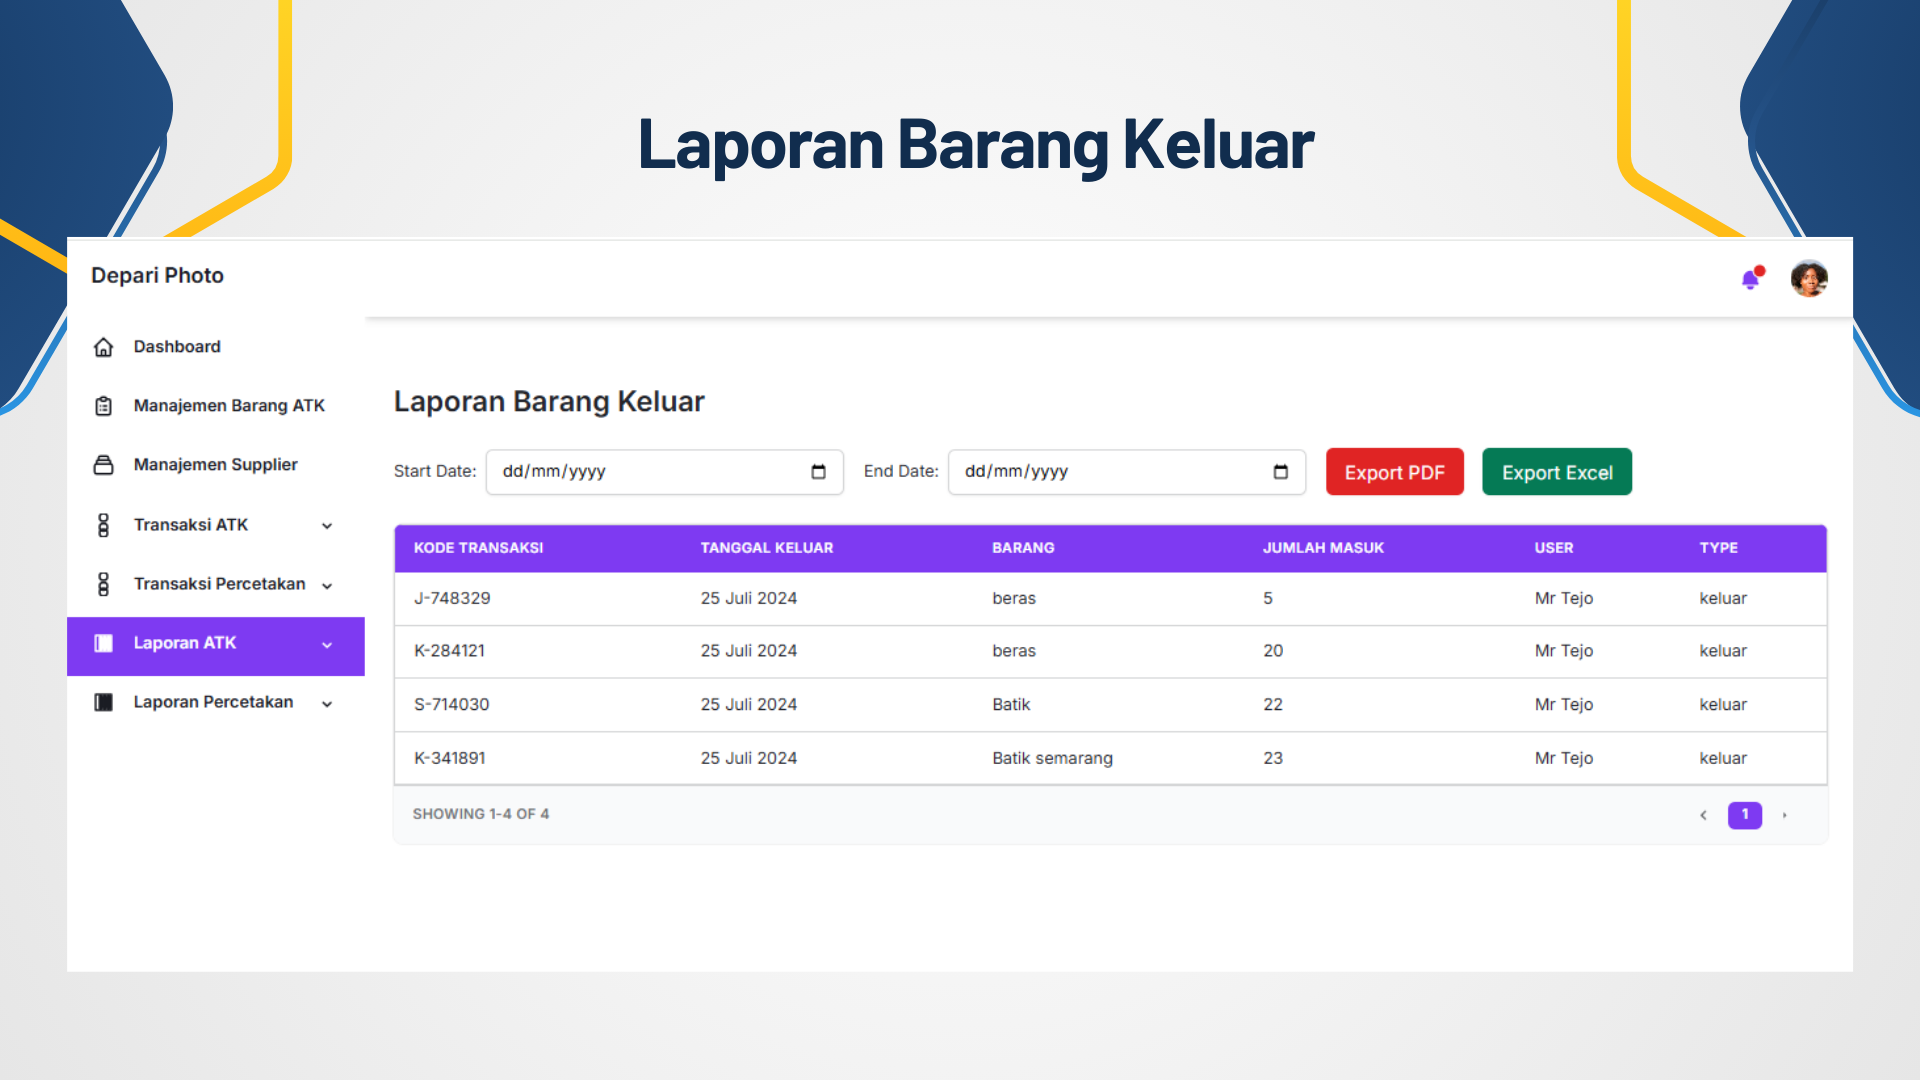 Laporan Barang Keluar
Depari Photo
Dashboard
Manajemen Barang ATK
Manajemen Supplier
Transaksi ATK
Transaksi Percetakan
Laporan ATK
Laporan Percetakan
Laporan Barang Keluar
Start Date: dd/mm/yyyy End Date: dd/mm/yyyy Export PDF Export Excel
KODE TRANSAKSI TANGGAL KELUAR BARANG JUMLAH MASUK USER TYPE
J-748329 25 Juli 2024 beras 5 Mr Tejo keluar
K-284121 25 Juli 2024 beras 20 Mr Tejo keluar
S-714030 25 Juli 2024 Batik 22 Mr Tejo keluar
K-341891 25 Juli 2024 Batik semarang 23 Mr Tejo keluar
SHOWING 1-4 OF 4 1